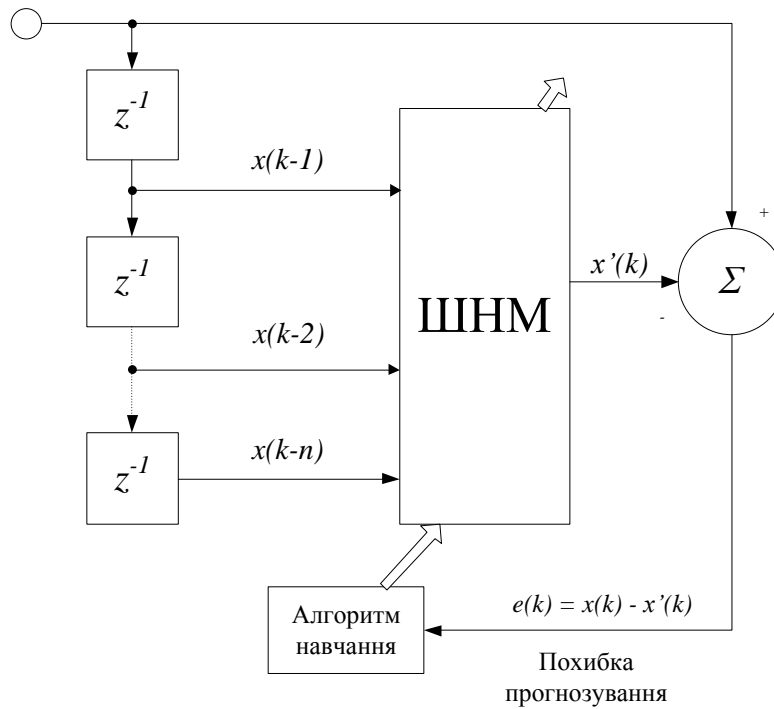 z⁻¹
x(k-1)
+
z⁻¹
x’(k)
Σ
ШНМ
-
x(k-2)
x(k-n)
z⁻¹
Алгоритм
навчання
e(k) = x(k) - x’(k)
Похибка
прогнозування